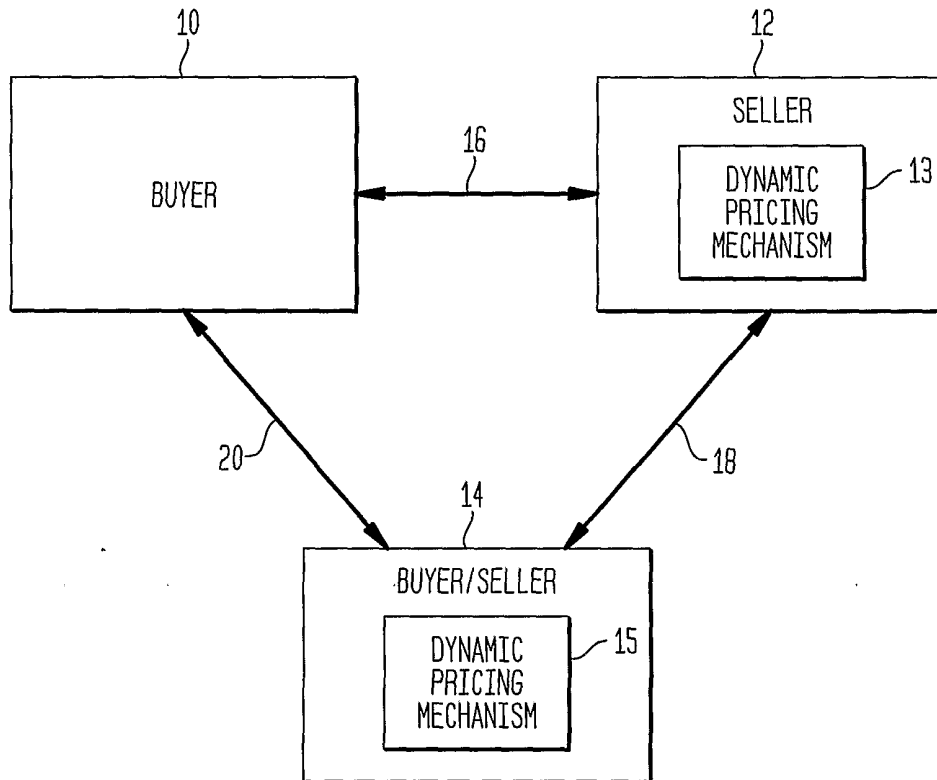 10
12
BUYER
16
SELLER
DYNAMIC
PRICING
MECHANISM
13
20
18
14
BUYER/SELLER
DYNAMIC
PRICING
MECHANISM
15